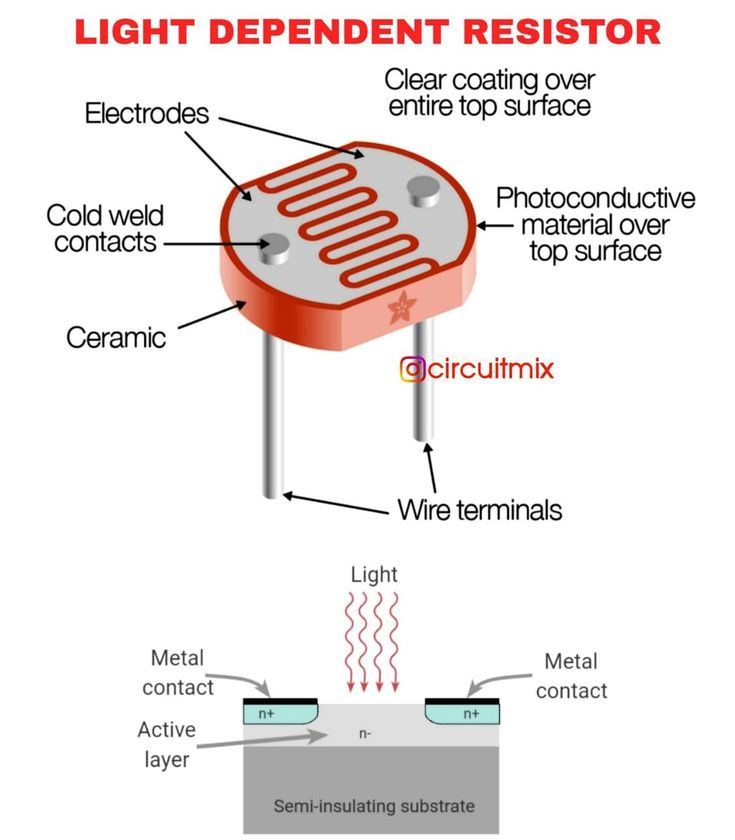 LIGHT DEPENDENT RESISTOR
Clear coating over
entire top surface
Electrodes
Cold weld
contacts
Photoconductive
material over
top surface
Ceramic
circuitmix
Wire terminals
Light
Metal
contact
Metal
contact
n+
n+
Active
layer
n-
Semi-insulating substrate